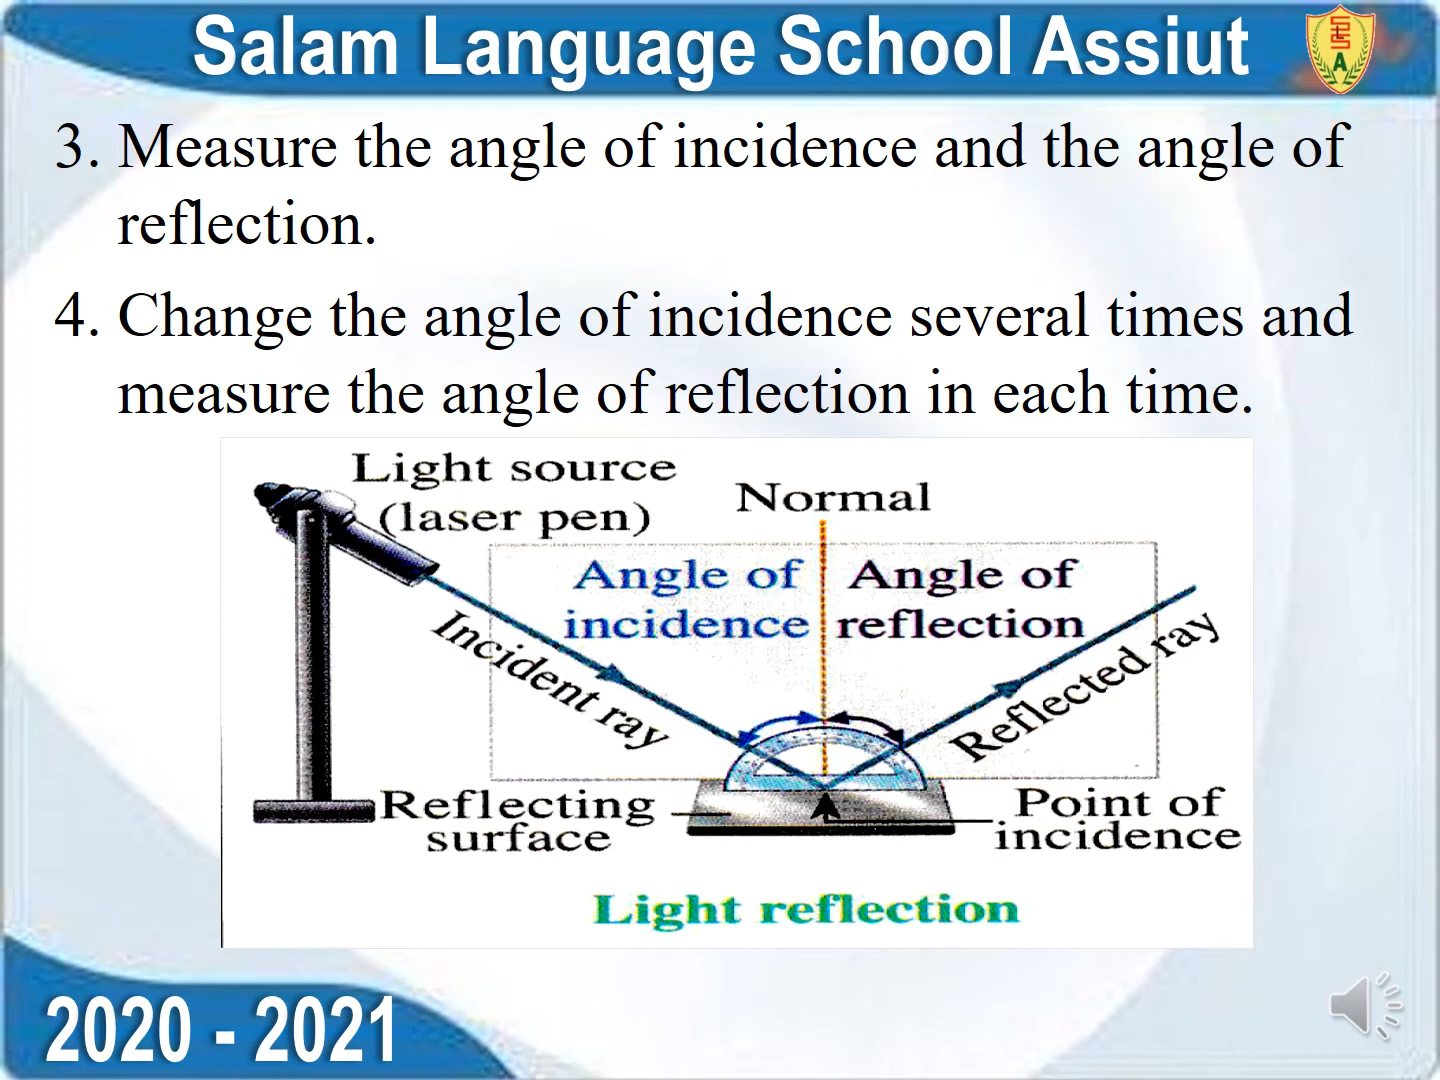 Salam Language School Assiut
S
L
S
A
3. Measure the angle of incidence and the angle of
reflection.
4. Change the angle of incidence several times and
measure the angle of reflection in each time.
Light source
(laser pen)
Normal
Angle of
incidence
Angle of
reflection
Incident ray
Reflected ray
Reflecting
surface
Point of
incidence
Light reflection
2020 - 2021